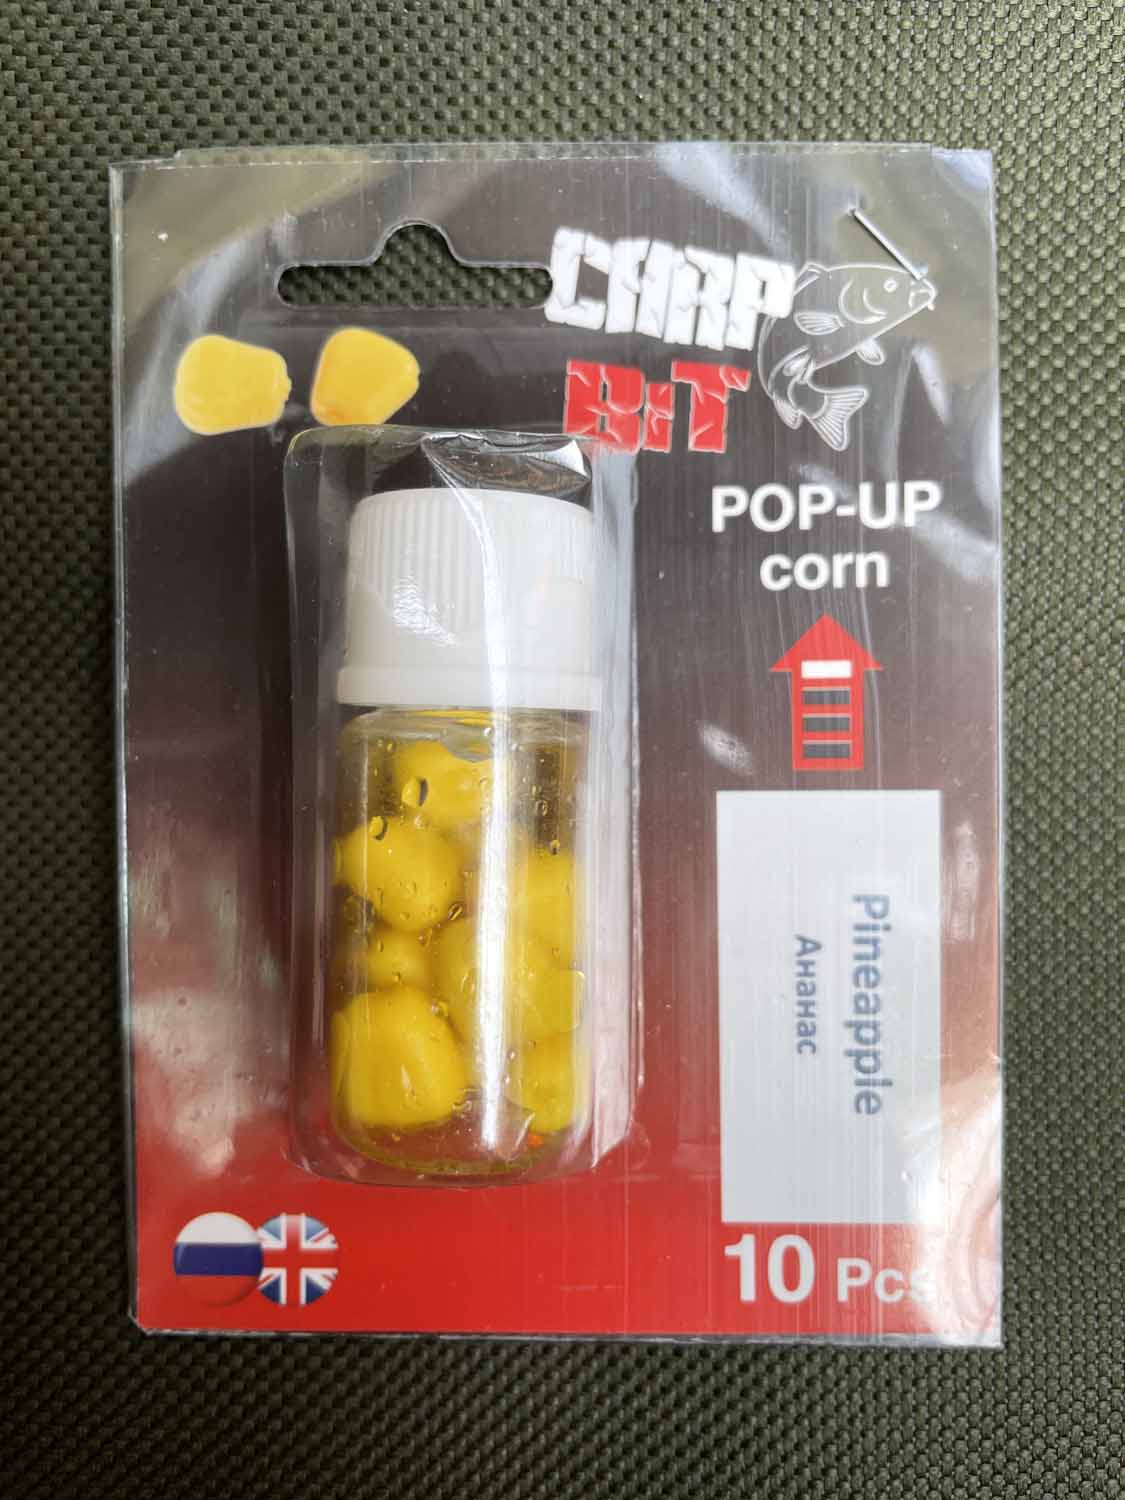 CARP
BiT
POP-UP
corn
Pineapple
Ананас
10 Pcs